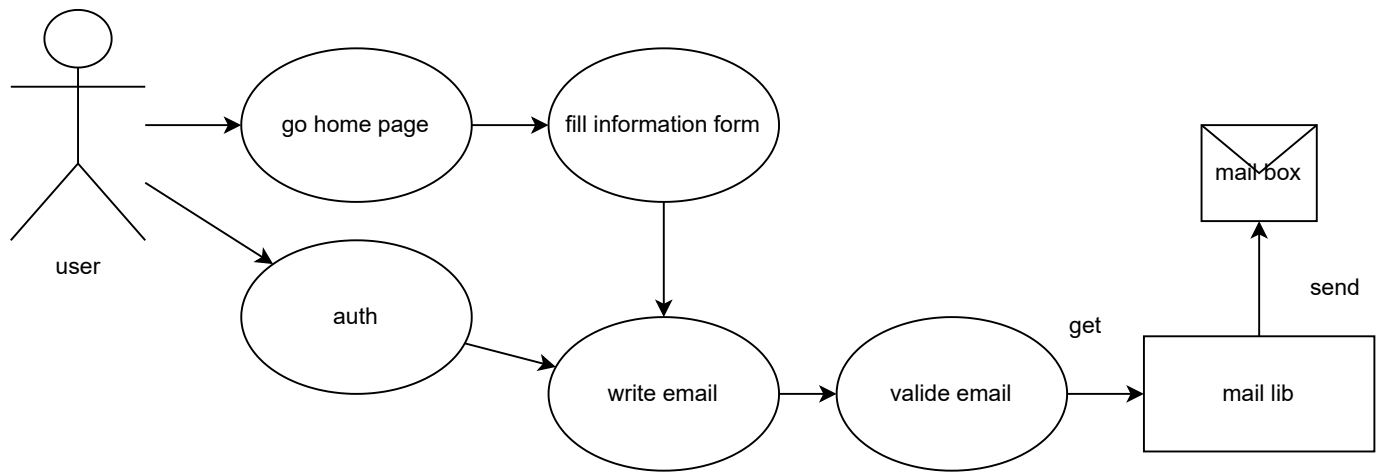 go home page
fill information form
mail box
user
send
auth
get
write email
valide email
mail lib